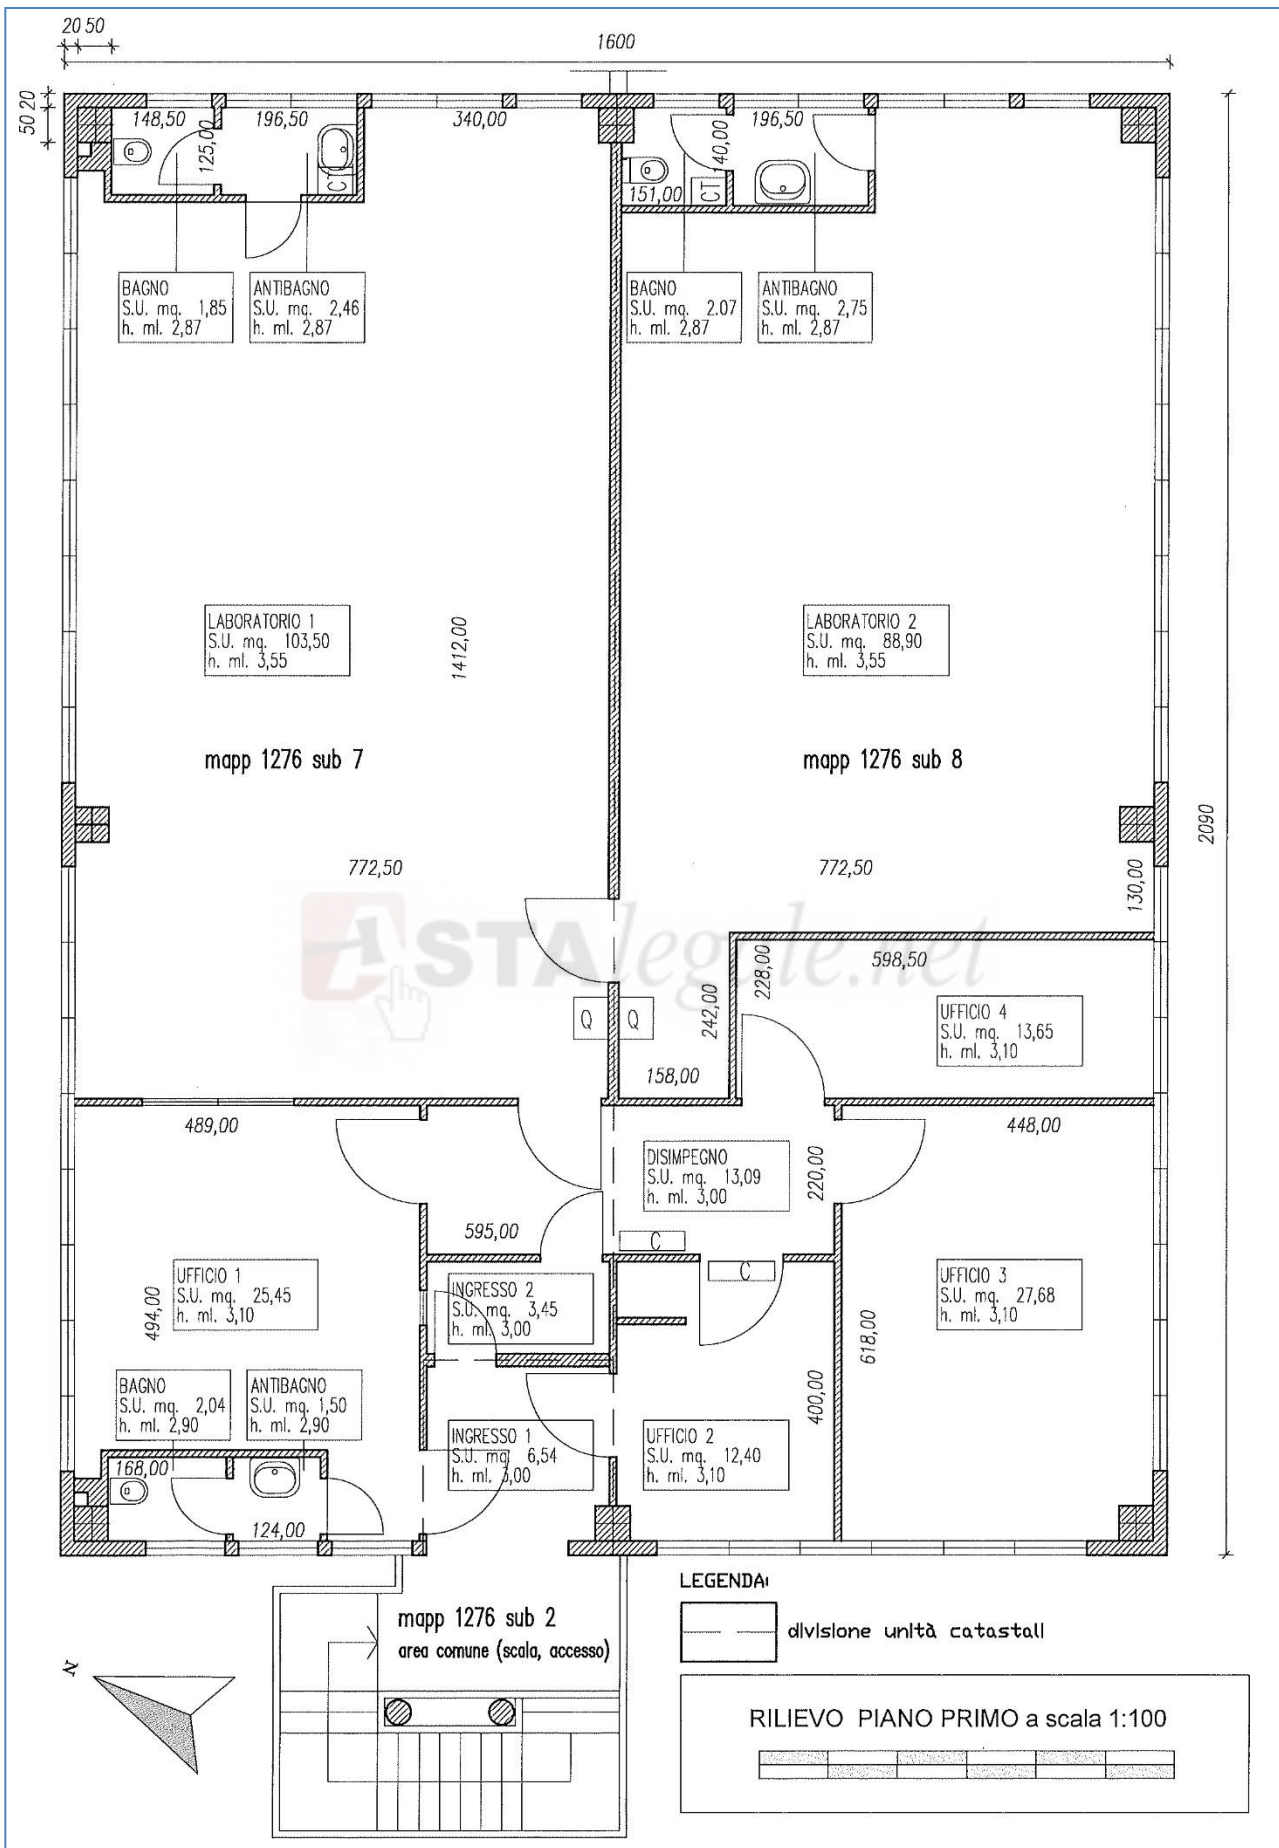 20 50
1600
50 20
148,50
125,00
196,50
340,00
140,00
196,50
151,00
CT
BAGNO
S.U. mq. 1,85
h. ml. 2,87
ANTIBAGNO
S.U. mq. 2,46
h. ml. 2,87
BAGNO
S.U. mq. 2.07
h. ml. 2,87
ANTIBAGNO
S.U. mq. 2,75
h. ml. 2,87
LABORATORIO 1
S.U. mq. 103,50
h. ml. 3,55
1412,00
LABORATORIO 2
S.U. mq. 88,90
h. ml. 3,55
mapp 1276 sub 7
mapp 1276 sub 8
2090
772,50
772,50
130,00
ASTAlegale.net
598,50
228,00
242,00
Q
Q
UFFICIO 4
S.U. mq. 13,65
h. ml. 3,10
158,00
489,00
448,00
DISIMPEGNO
S.U. mq. 13,09
h. ml. 3,00
220,00
595,00
C
C
UFFICIO 1
S.U. mq. 25,45
h. ml. 3,10
494,00
INGRESSO 2
S.U. mq. 3,45
h. ml. 3,00
UFFICIO 3
S.U. mq. 27,68
h. ml. 3,10
618,00
BAGNO
S.U. mq. 2,04
h. ml. 2,90
ANTIBAGNO
S.U. mq. 1,50
h. ml. 2,90
400,00
INGRESSO 1
S.U. mq. 6,54
h. ml. 3,00
UFFICIO 2
S.U. mq. 12,40
h. ml. 3,10
168,00
124,00
LEGENDA:
divisione unità catastali
mapp 1276 sub 2
area comune (scala, accesso)
N
RILIEVO PIANO PRIMO a scala 1:100